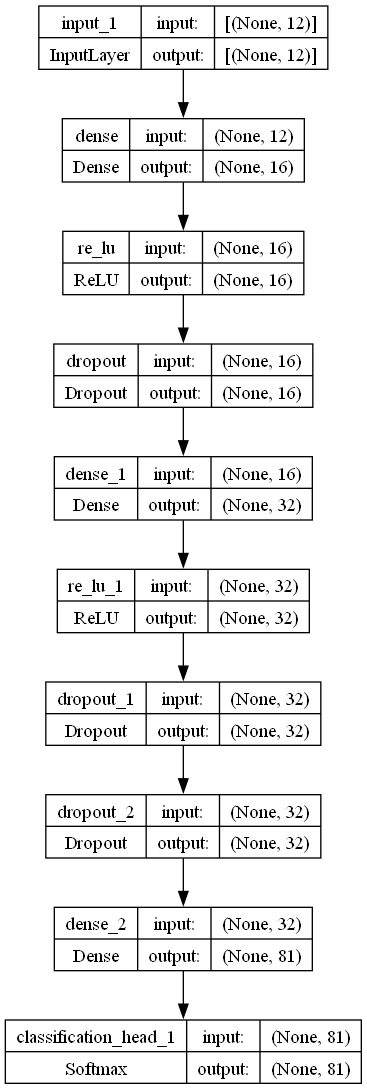 input_1 input: [(None, 12)]
InputLayer output: [(None, 12)]
dense input: (None, 12)
Dense output: (None, 16)
re_lu input: (None, 16)
ReLU output: (None, 16)
dropout input: (None, 16)
Dropout output: (None, 16)
dense_1 input: (None, 16)
Dense output: (None, 32)
re_lu_1 input: (None, 32)
ReLU output: (None, 32)
dropout_1 input: (None, 32)
Dropout output: (None, 32)
dropout_2 input: (None, 32)
Dropout output: (None, 32)
dense_2 input: (None, 32)
Dense output: (None, 81)
classification_head_1 input: (None, 81)
Softmax output: (None, 81)